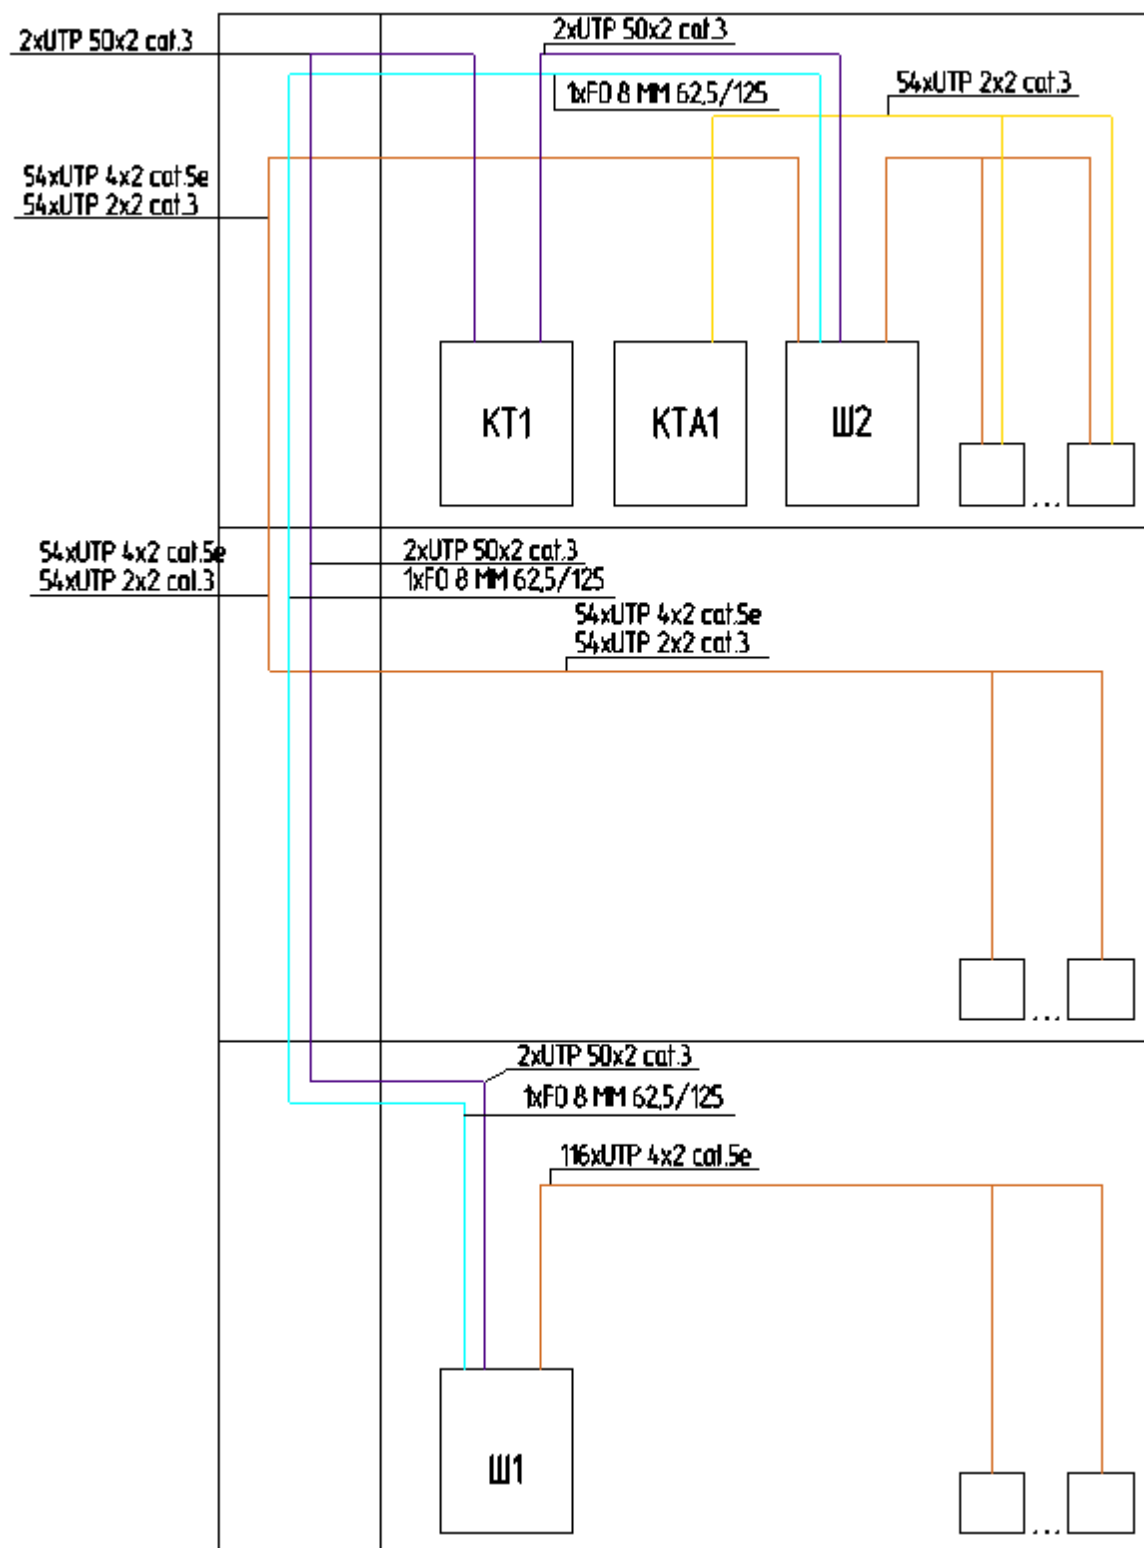 2xUTP 50x2 cat.3
2xUTP 50x2 cat.3
1xFO 8 MM 62,5/125
54xUTP 2x2 cat.3
54xUTP 4x2 cat.5e
54xUTP 2x2 cat.3
КТ1
КТА1
Ш2
...
54xUTP 4x2 cat.5e
54xUTP 2x2 cat.3
2xUTP 50x2 cat.3
1xFO 8 MM 62,5/125
54xUTP 4x2 cat.5e
54xUTP 2x2 cat.3
...
2xUTP 50x2 cat.3
1xFO 8 MM 62,5/125
116xUTP 4x2 cat.5e
Ш1
...